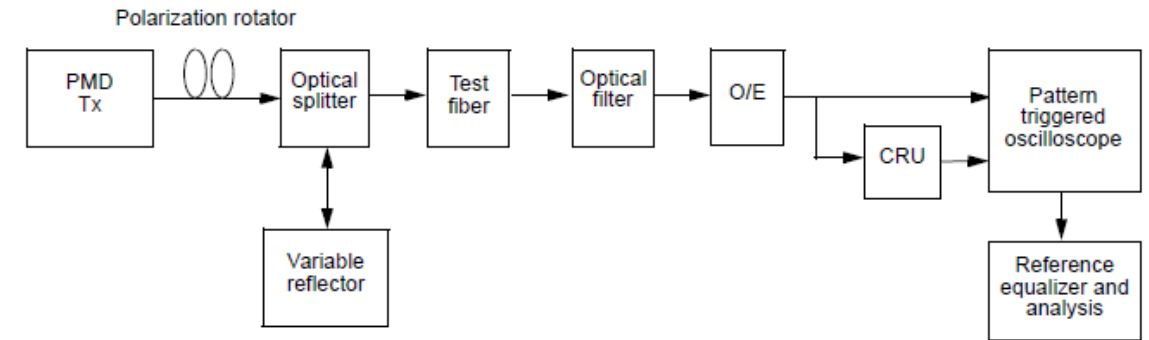 Polarization rotator
PMD
Tx
Optical
splitter
Test
fiber
Optical
filter
O/E
Pattern
triggered
oscilloscope
CRU
Variable
reflector
Reference
equalizer and
analysis